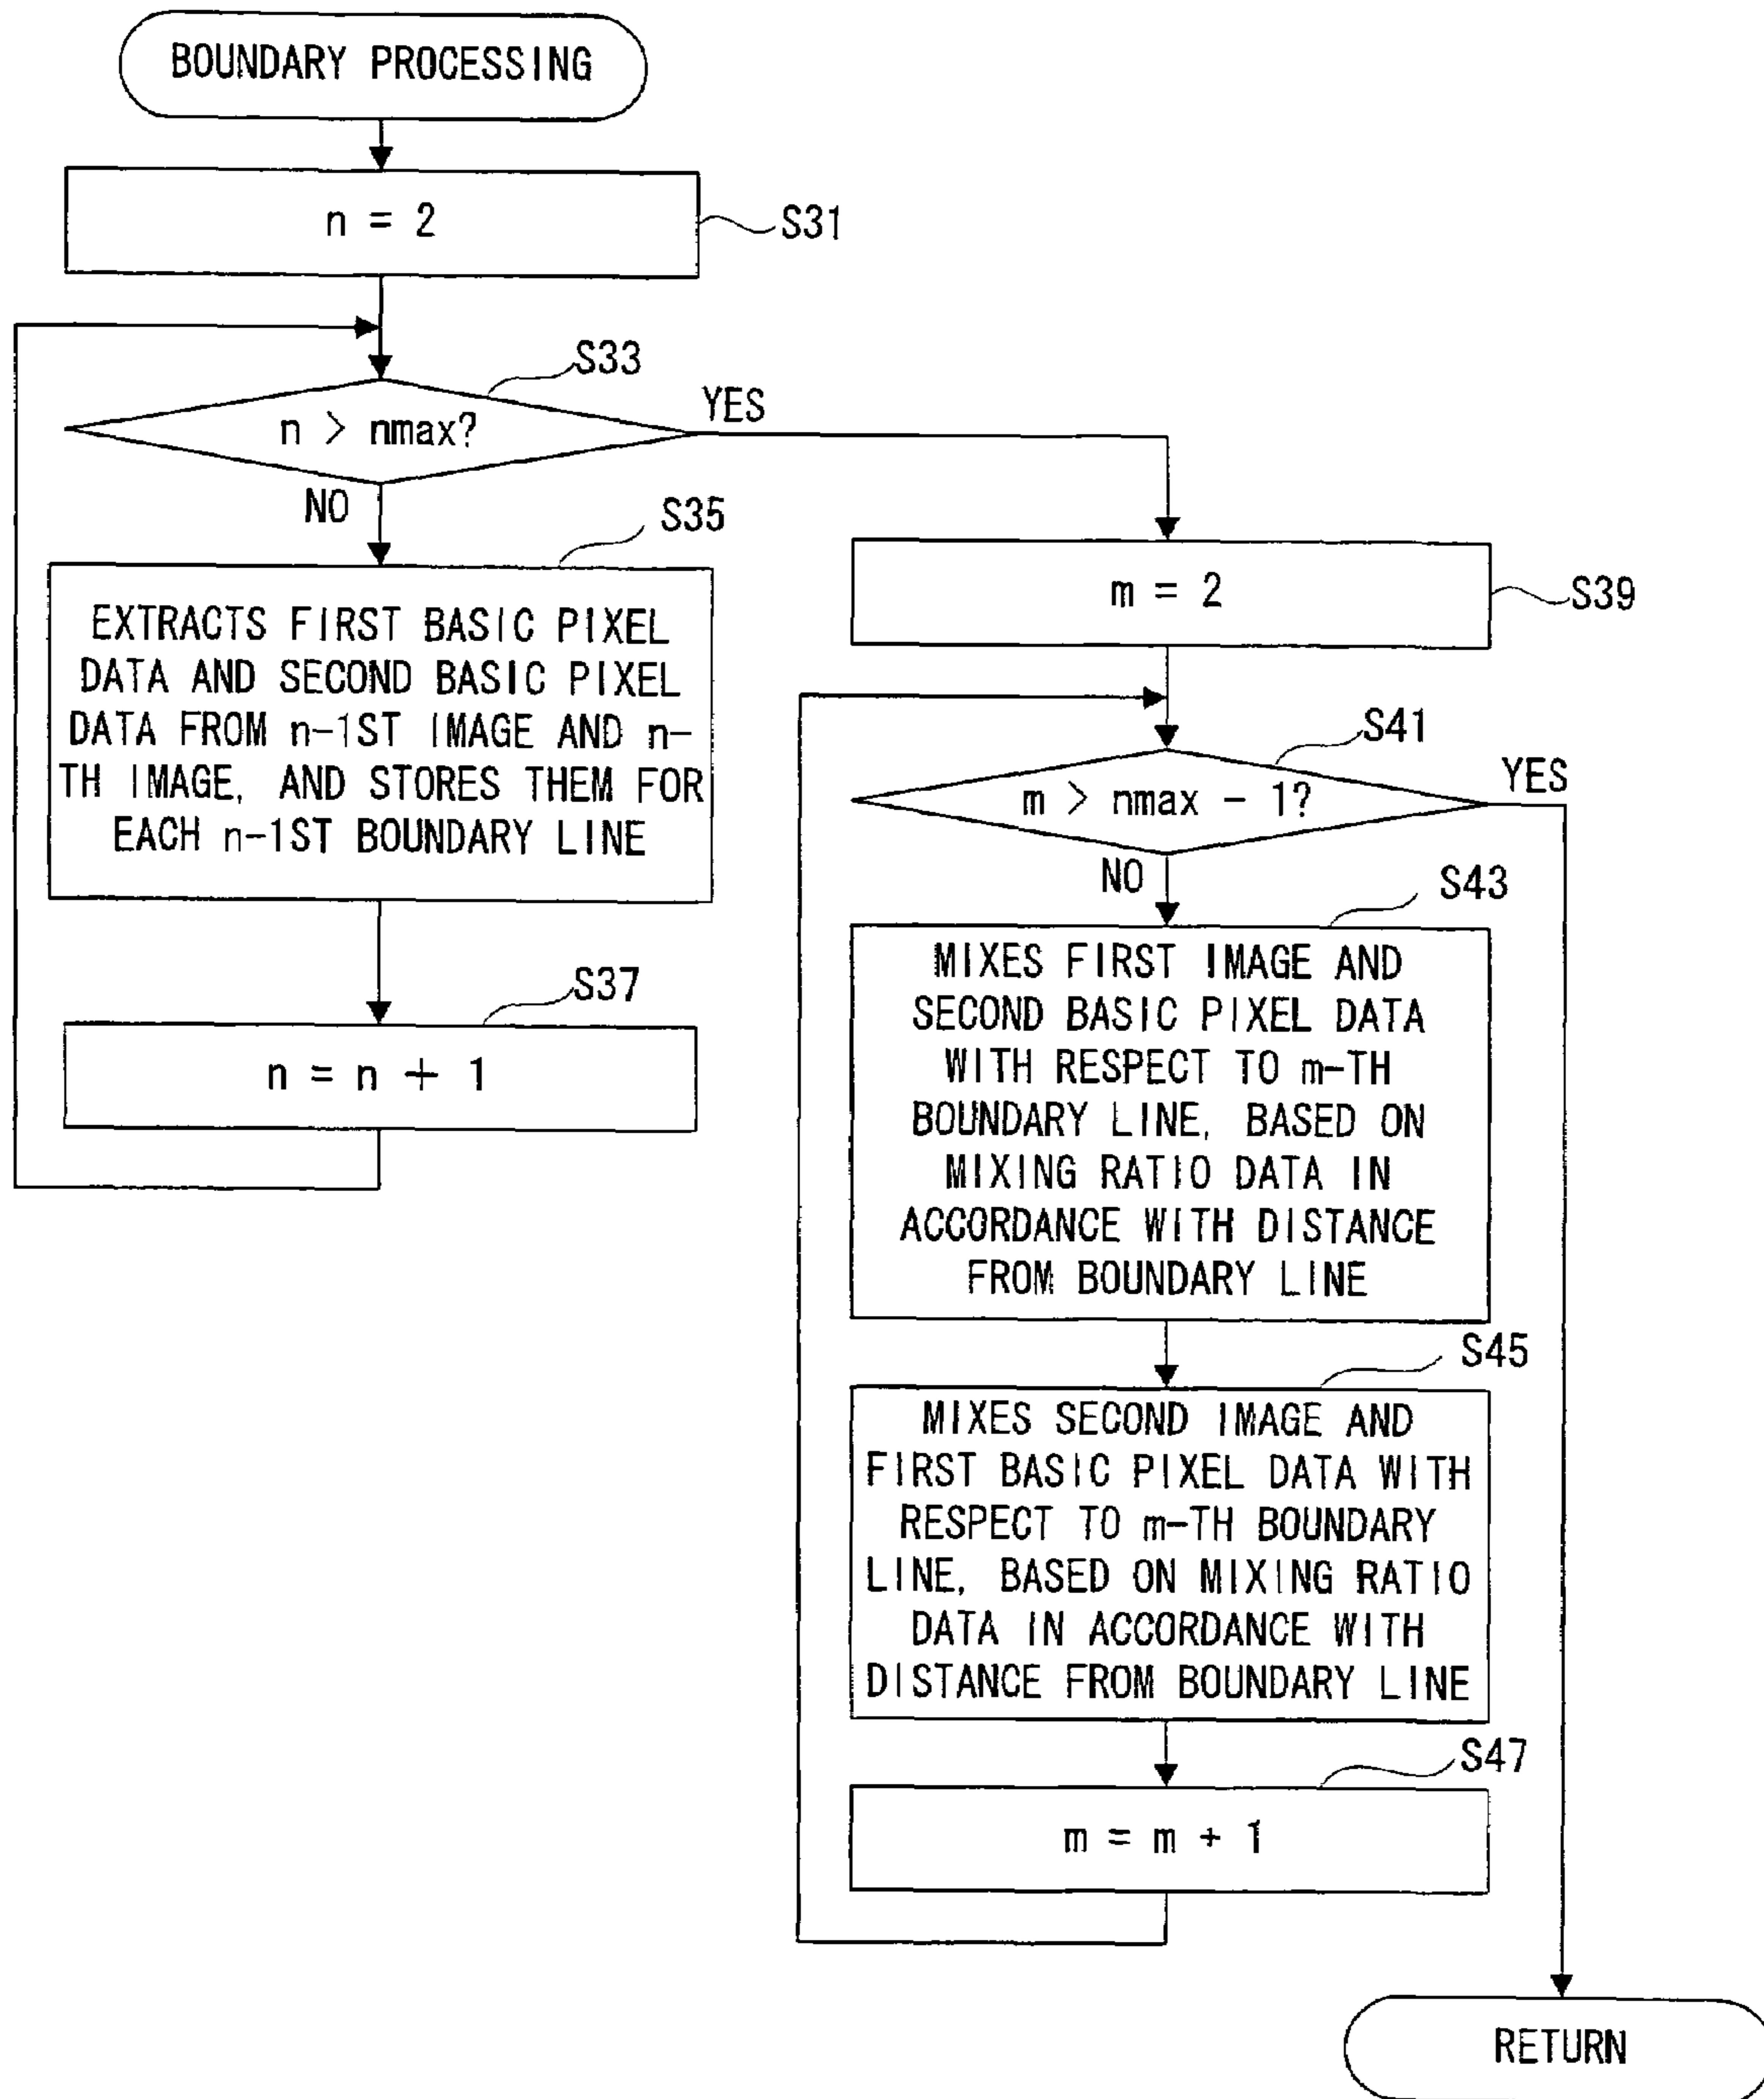 BOUNDARY PROCESSING
n = 2
S31
S33
n > nmax?
YES
NO
S35
EXTRACTS FIRST BASIC PIXEL
DATA AND SECOND BASIC PIXEL
DATA FROM n-1ST IMAGE AND n-
TH IMAGE, AND STORES THEM FOR
EACH n-1ST BOUNDARY LINE
S37
n = n + 1
m = 2
S39
S41
m > nmax - 1?
YES
NO
S43
MIXES FIRST IMAGE AND
SECOND BASIC PIXEL DATA
WITH RESPECT TO m-TH
BOUNDARY LINE, BASED ON
MIXING RATIO DATA IN
ACCORDANCE WITH DISTANCE
FROM BOUNDARY LINE
S45
MIXES SECOND IMAGE AND
FIRST BASIC PIXEL DATA WITH
RESPECT TO m-TH BOUNDARY
LINE, BASED ON MIXING RATIO
DATA IN ACCORDANCE WITH
DISTANCE FROM BOUNDARY LINE
S47
m = m + 1
RETURN